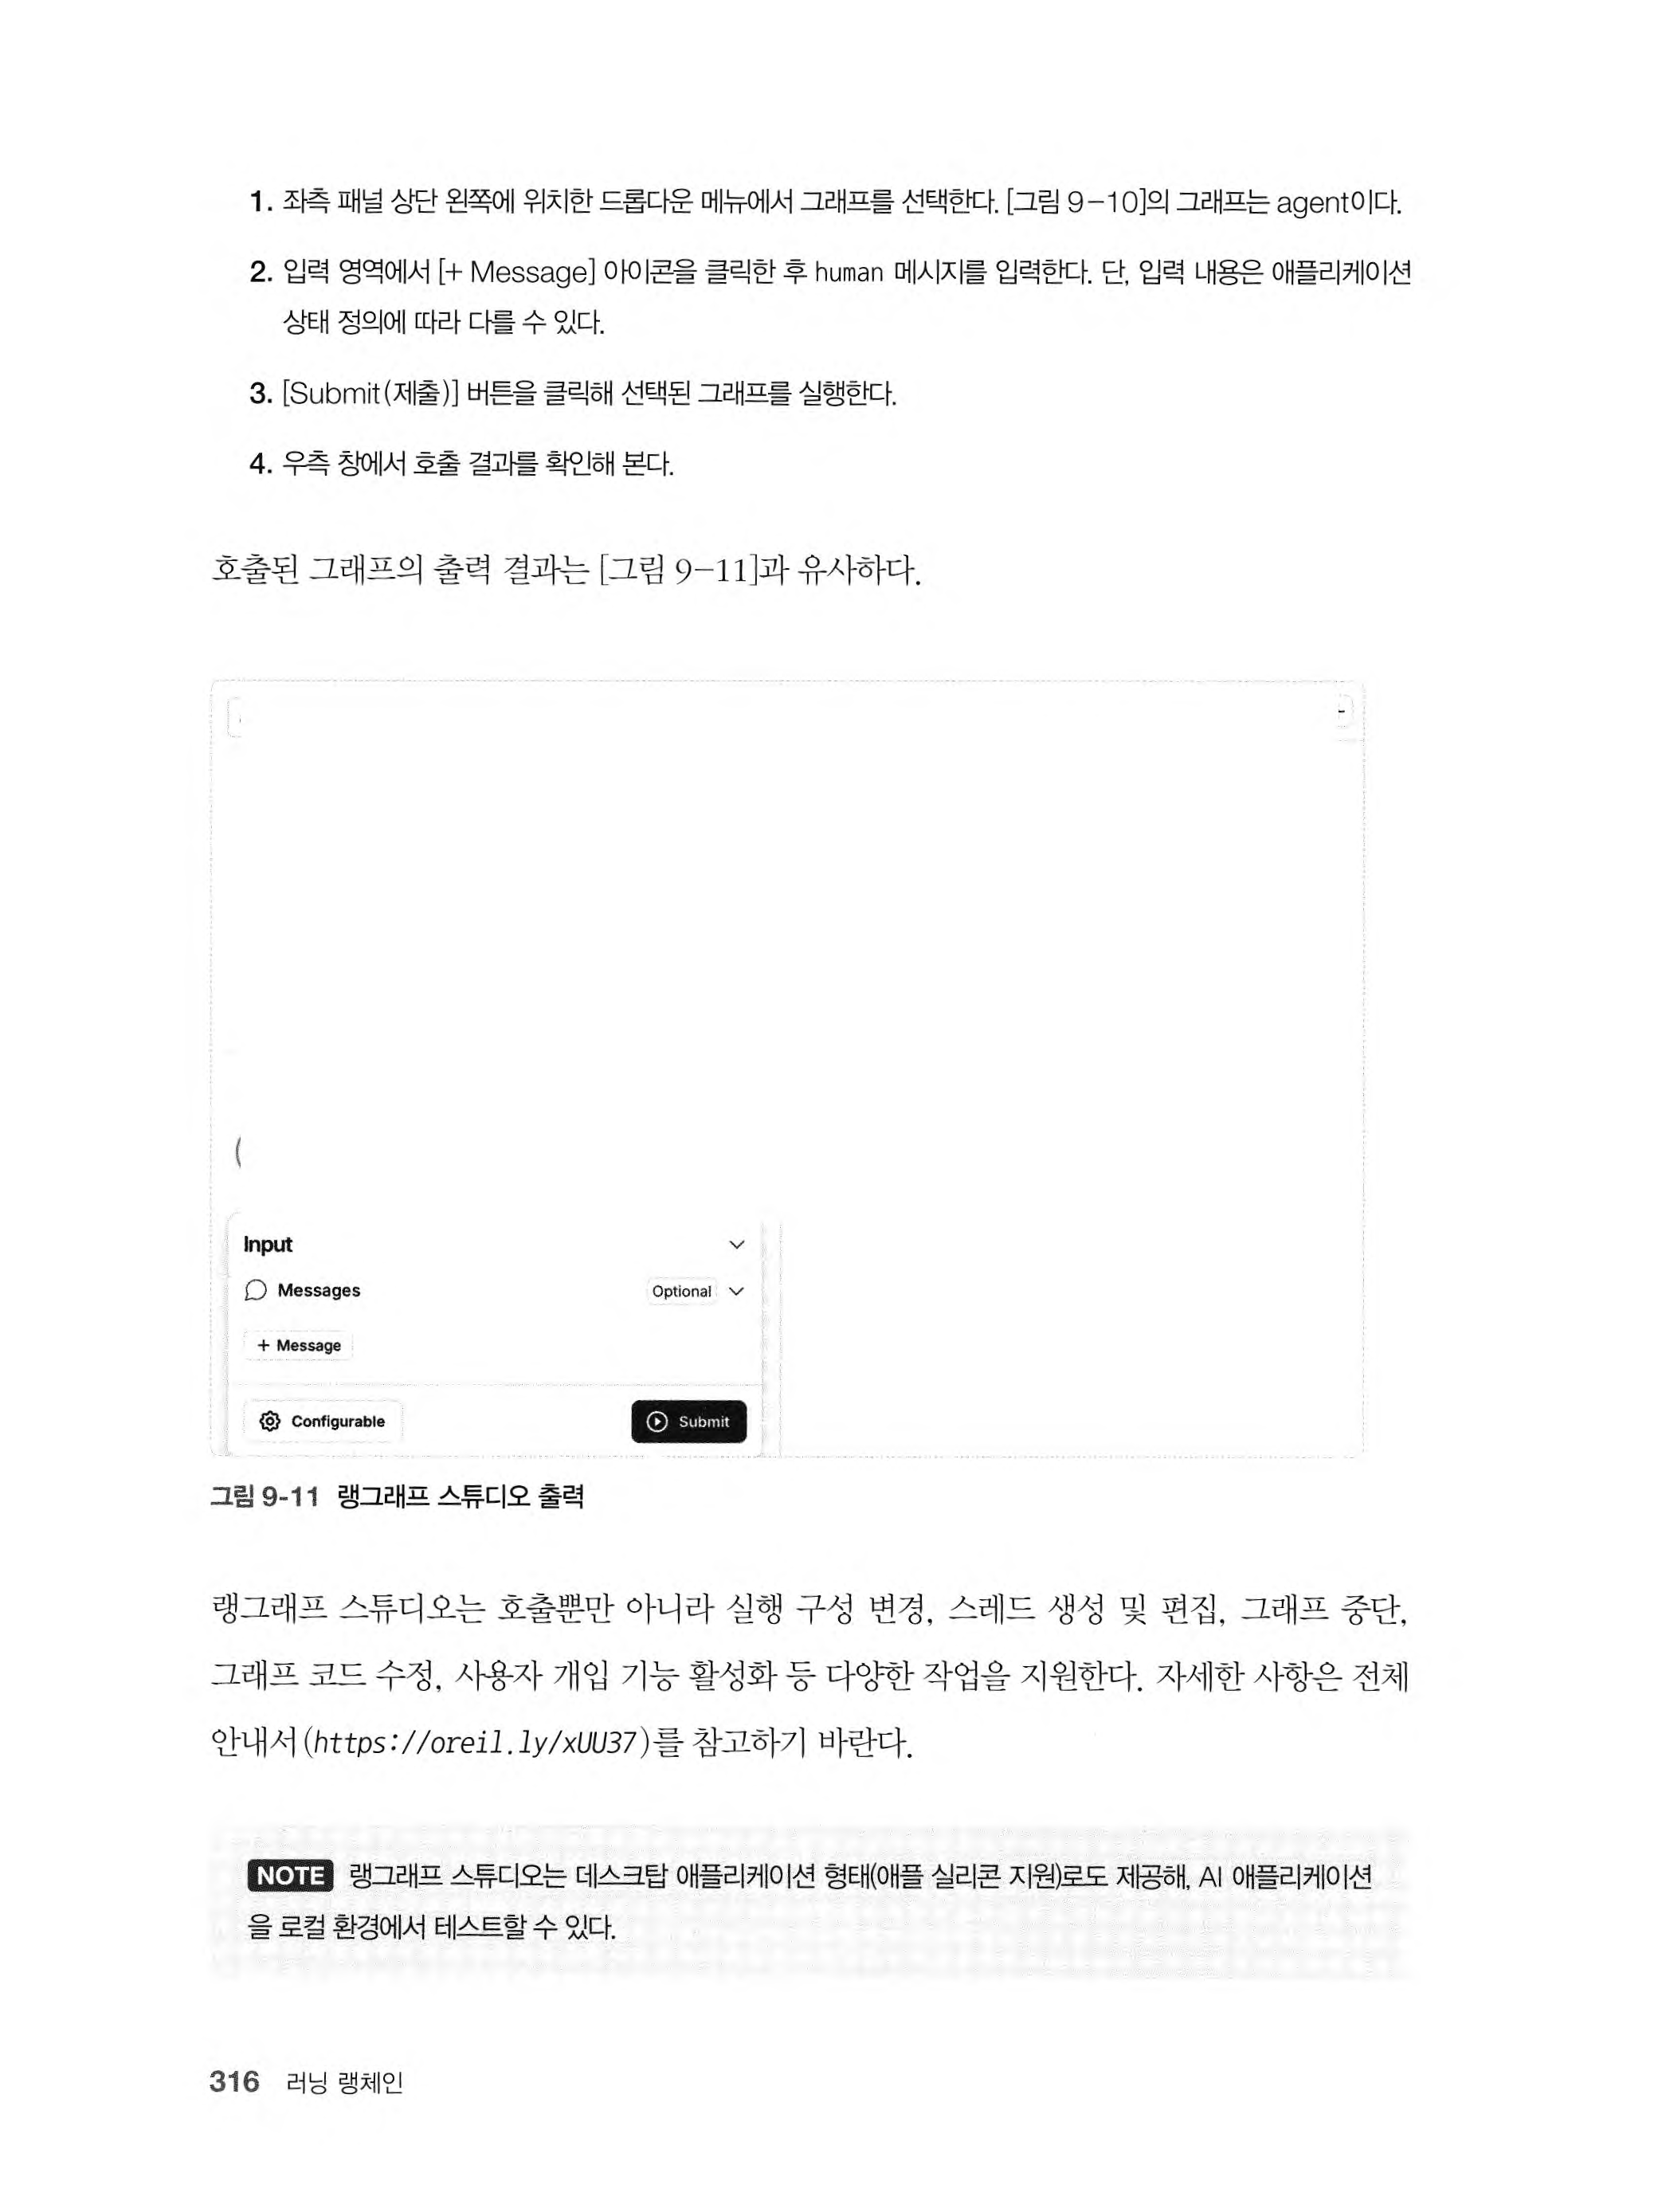 1. 좌측 패널 상단 왼쪽에 위치한 드롭다운 메뉴에서 그래프를 선택한다. [그림 9-10]의 그래프는 agent이다.
2. 입력 영역에서 [+ Message] 아이콘을 클릭한 후 human 메시지를 입력한다. 단, 입력 내용은 애플리케이션
상태 정의에 따라 다를 수 있다.
3. [Submit(제출)] 버튼을 클릭해 선택된 그래프를 실행한다.
4. 우측 창에서 호출 결과를 확인해 본다.
호출된 그래프의 출력 결과는 [그림 9-11]과 유사하다.
Input
Messages Optional
+ Message
Configurable Submit
그림 9-11 랭그래프 스튜디오 출력
랭그래프 스튜디오는 호출뿐만 아니라 실행 구성 변경, 스레드 생성 및 편집, 그래프 중단,
그래프 코드 수정, 사용자 개입 기능 활성화 등 다양한 작업을 지원한다. 자세한 사항은 전체
안내서(https://oreil.ly/xUU37)를 참고하기 바란다.
NOTE 랭그래프 스튜디오는 데스크탑 애플리케이션 형태(애플 실리콘 지원)로도 제공해, AI 애플리케이션
을 로컬 환경에서 테스트할 수 있다.
316 러닝 랭체인